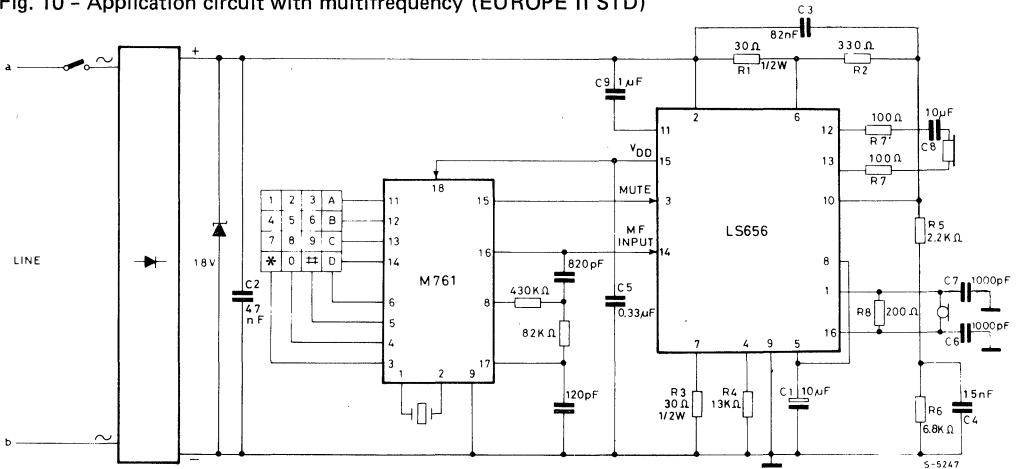 Fig. 10 - Application circuit with multifrequency (EUROPE II STD)
C3
82nF
30Ω
R1
1/2W
330Ω
R2
a
~
+
C9
1µF
2
6
11
12
100Ω
R7'
10µF
C8
VDD
15
13
100Ω
R7
18
MUTE
3
10
1 2 3 A
4 5 6 B
7 8 9 C
* 0 # D
11
12
13
14
15
16
M761
MF
INPUT
14
LS656
R5
2.2KΩ
LINE
18V
C2
47
nF
6
5
4
3
8
17
430KΩ
820pF
82KΩ
C5
0.33µF
8
1
16
R8
200Ω
C7
1000pF
C6
1000pF
1
2
9
120pF
7
4
9
5
R3
30Ω
1/2W
R4
13KΩ
C1
10µF
R6
6.8KΩ
15nF
C4
b
~
−
S-5247